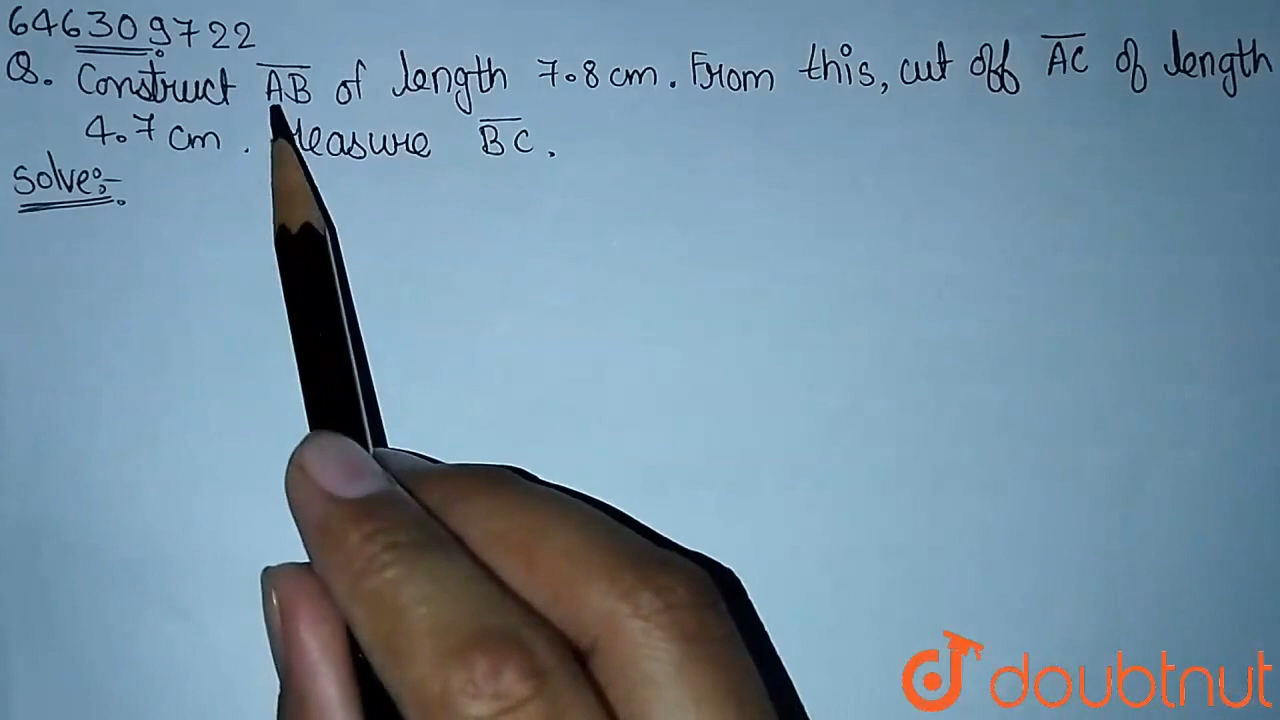 646309722
Q. Construct AB of length 7.8 cm. From this, cut off AC of length
4.7 cm. Measure BC.
Solve:-
doubtnut